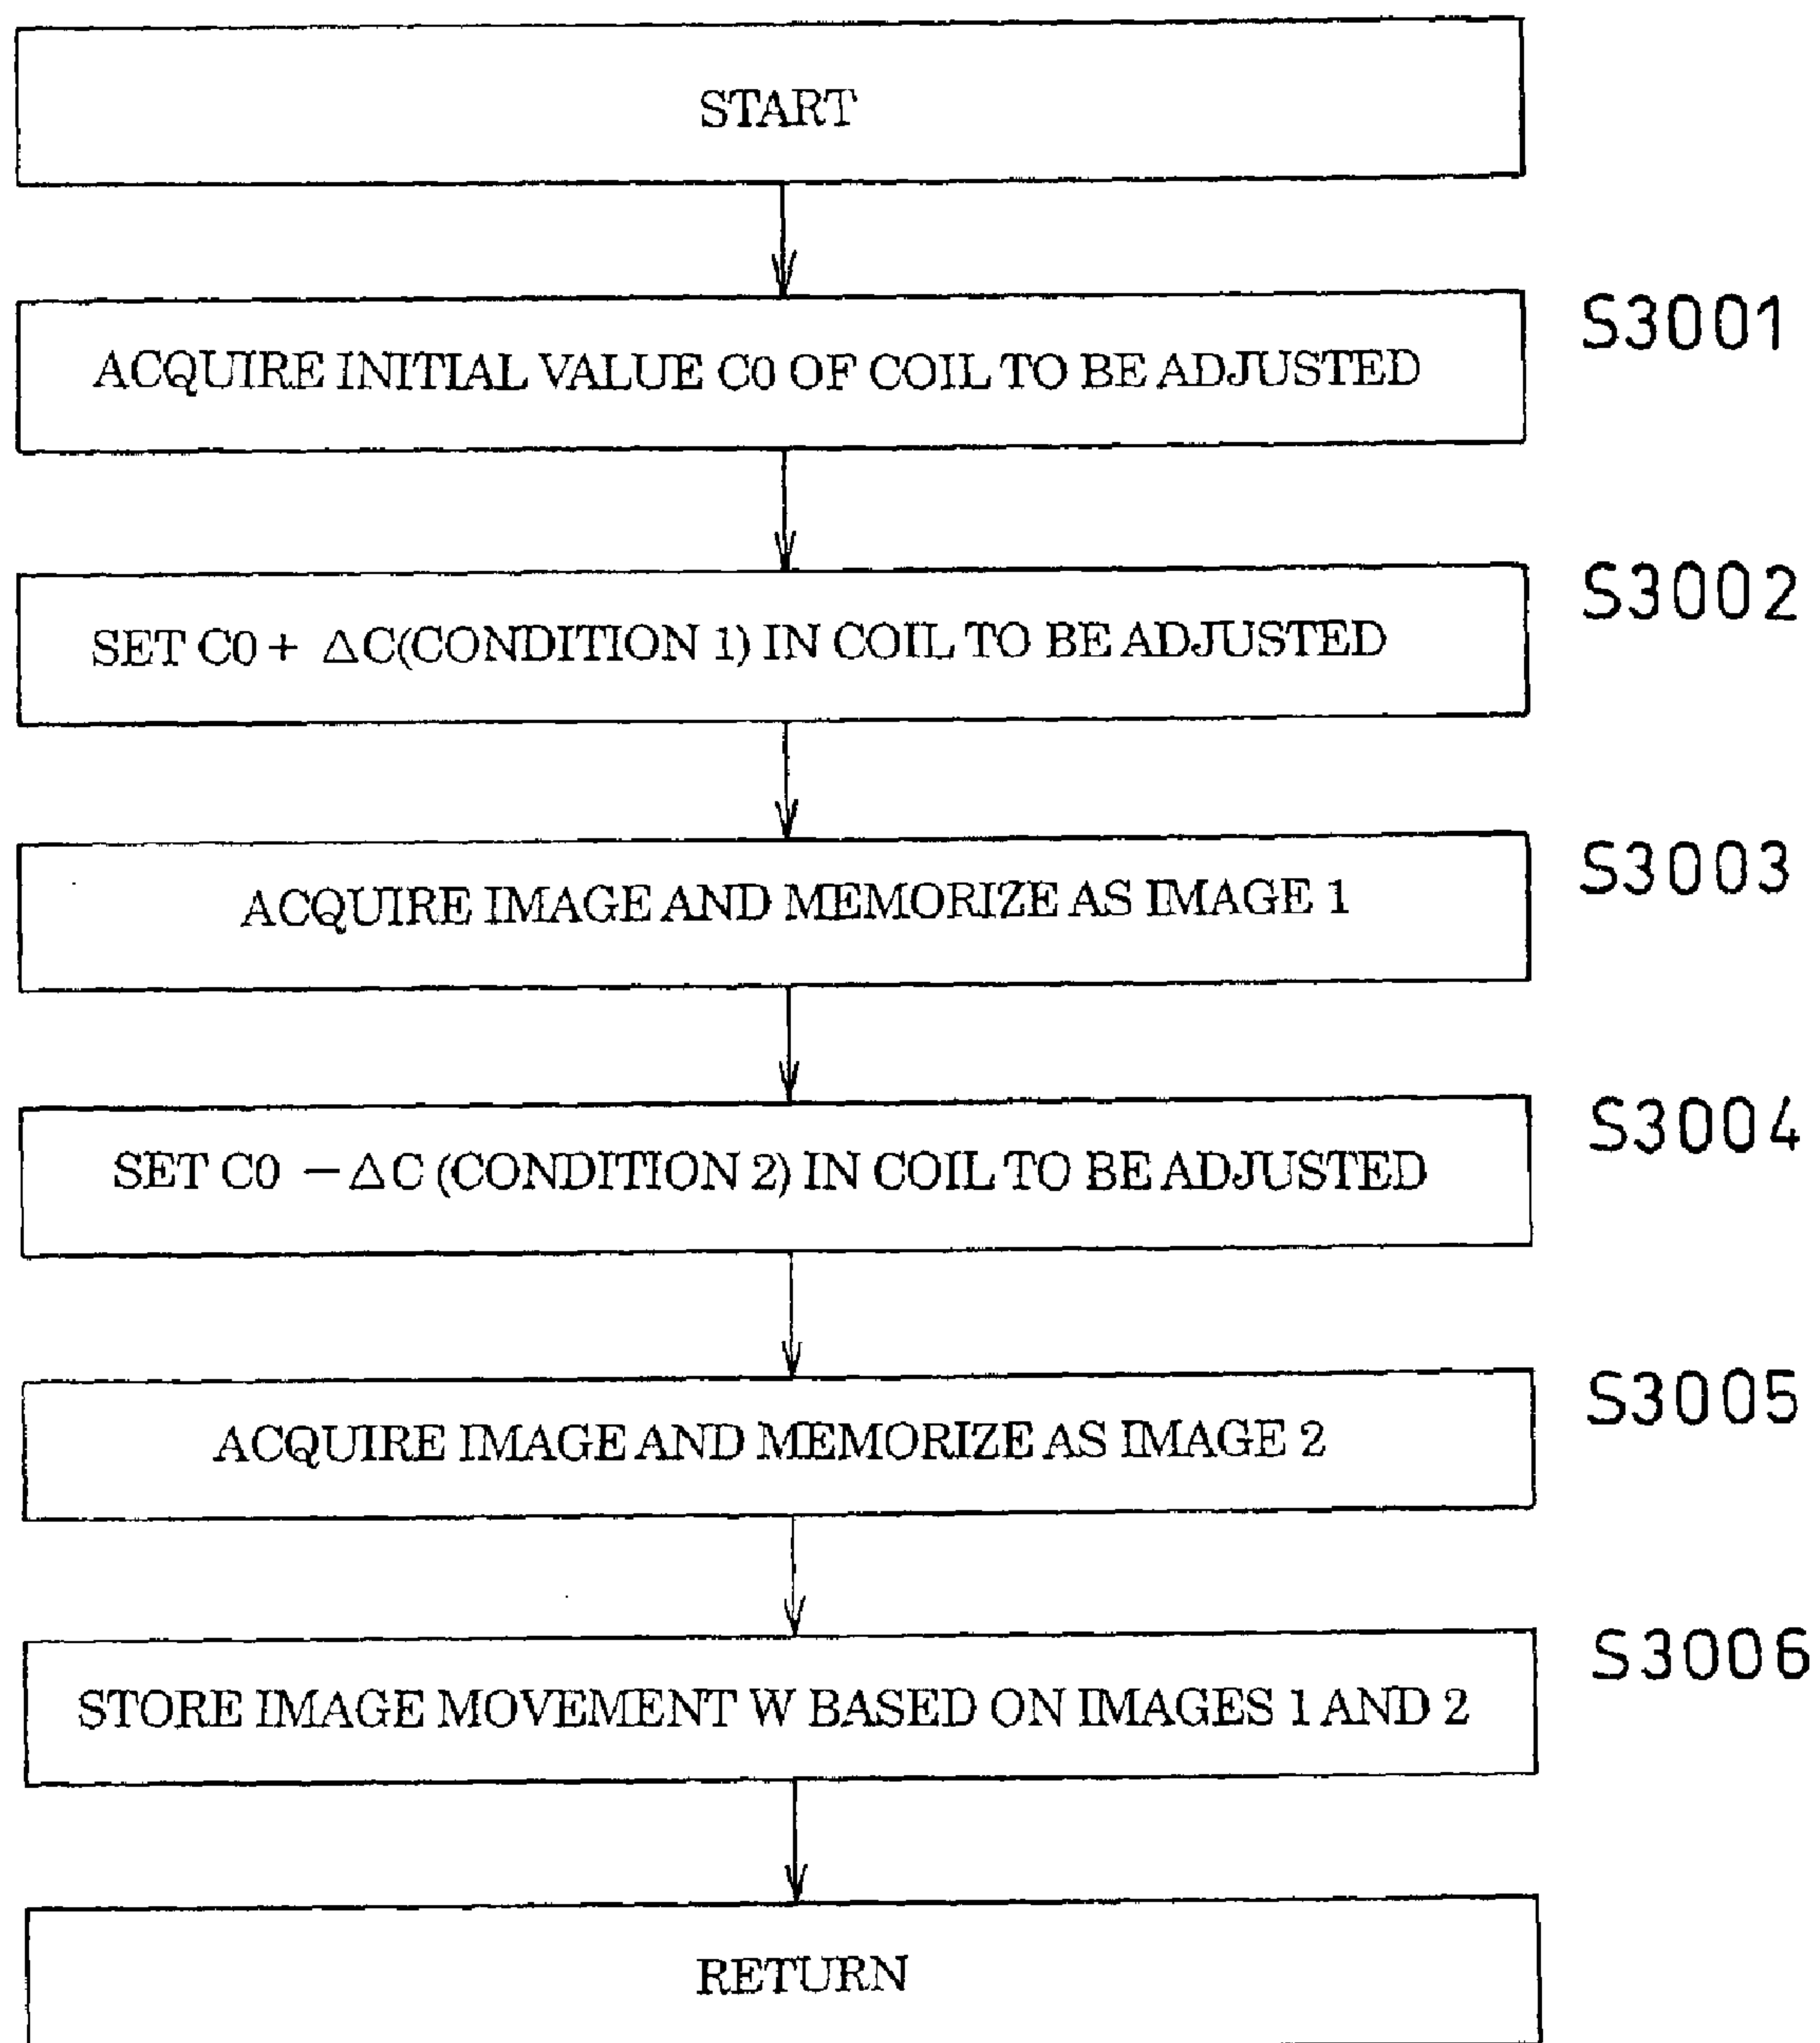 START
S3001
ACQUIRE INITIAL VALUE C0 OF COIL TO BE ADJUSTED
S3002
SET C0 + ΔC(CONDITION 1) IN COIL TO BE ADJUSTED
S3003
ACQUIRE IMAGE AND MEMORIZE AS IMAGE 1
S3004
SET C0 − ΔC (CONDITION 2) IN COIL TO BE ADJUSTED
S3005
ACQUIRE IMAGE AND MEMORIZE AS IMAGE 2
S3006
STORE IMAGE MOVEMENT W BASED ON IMAGES 1 AND 2
RETURN